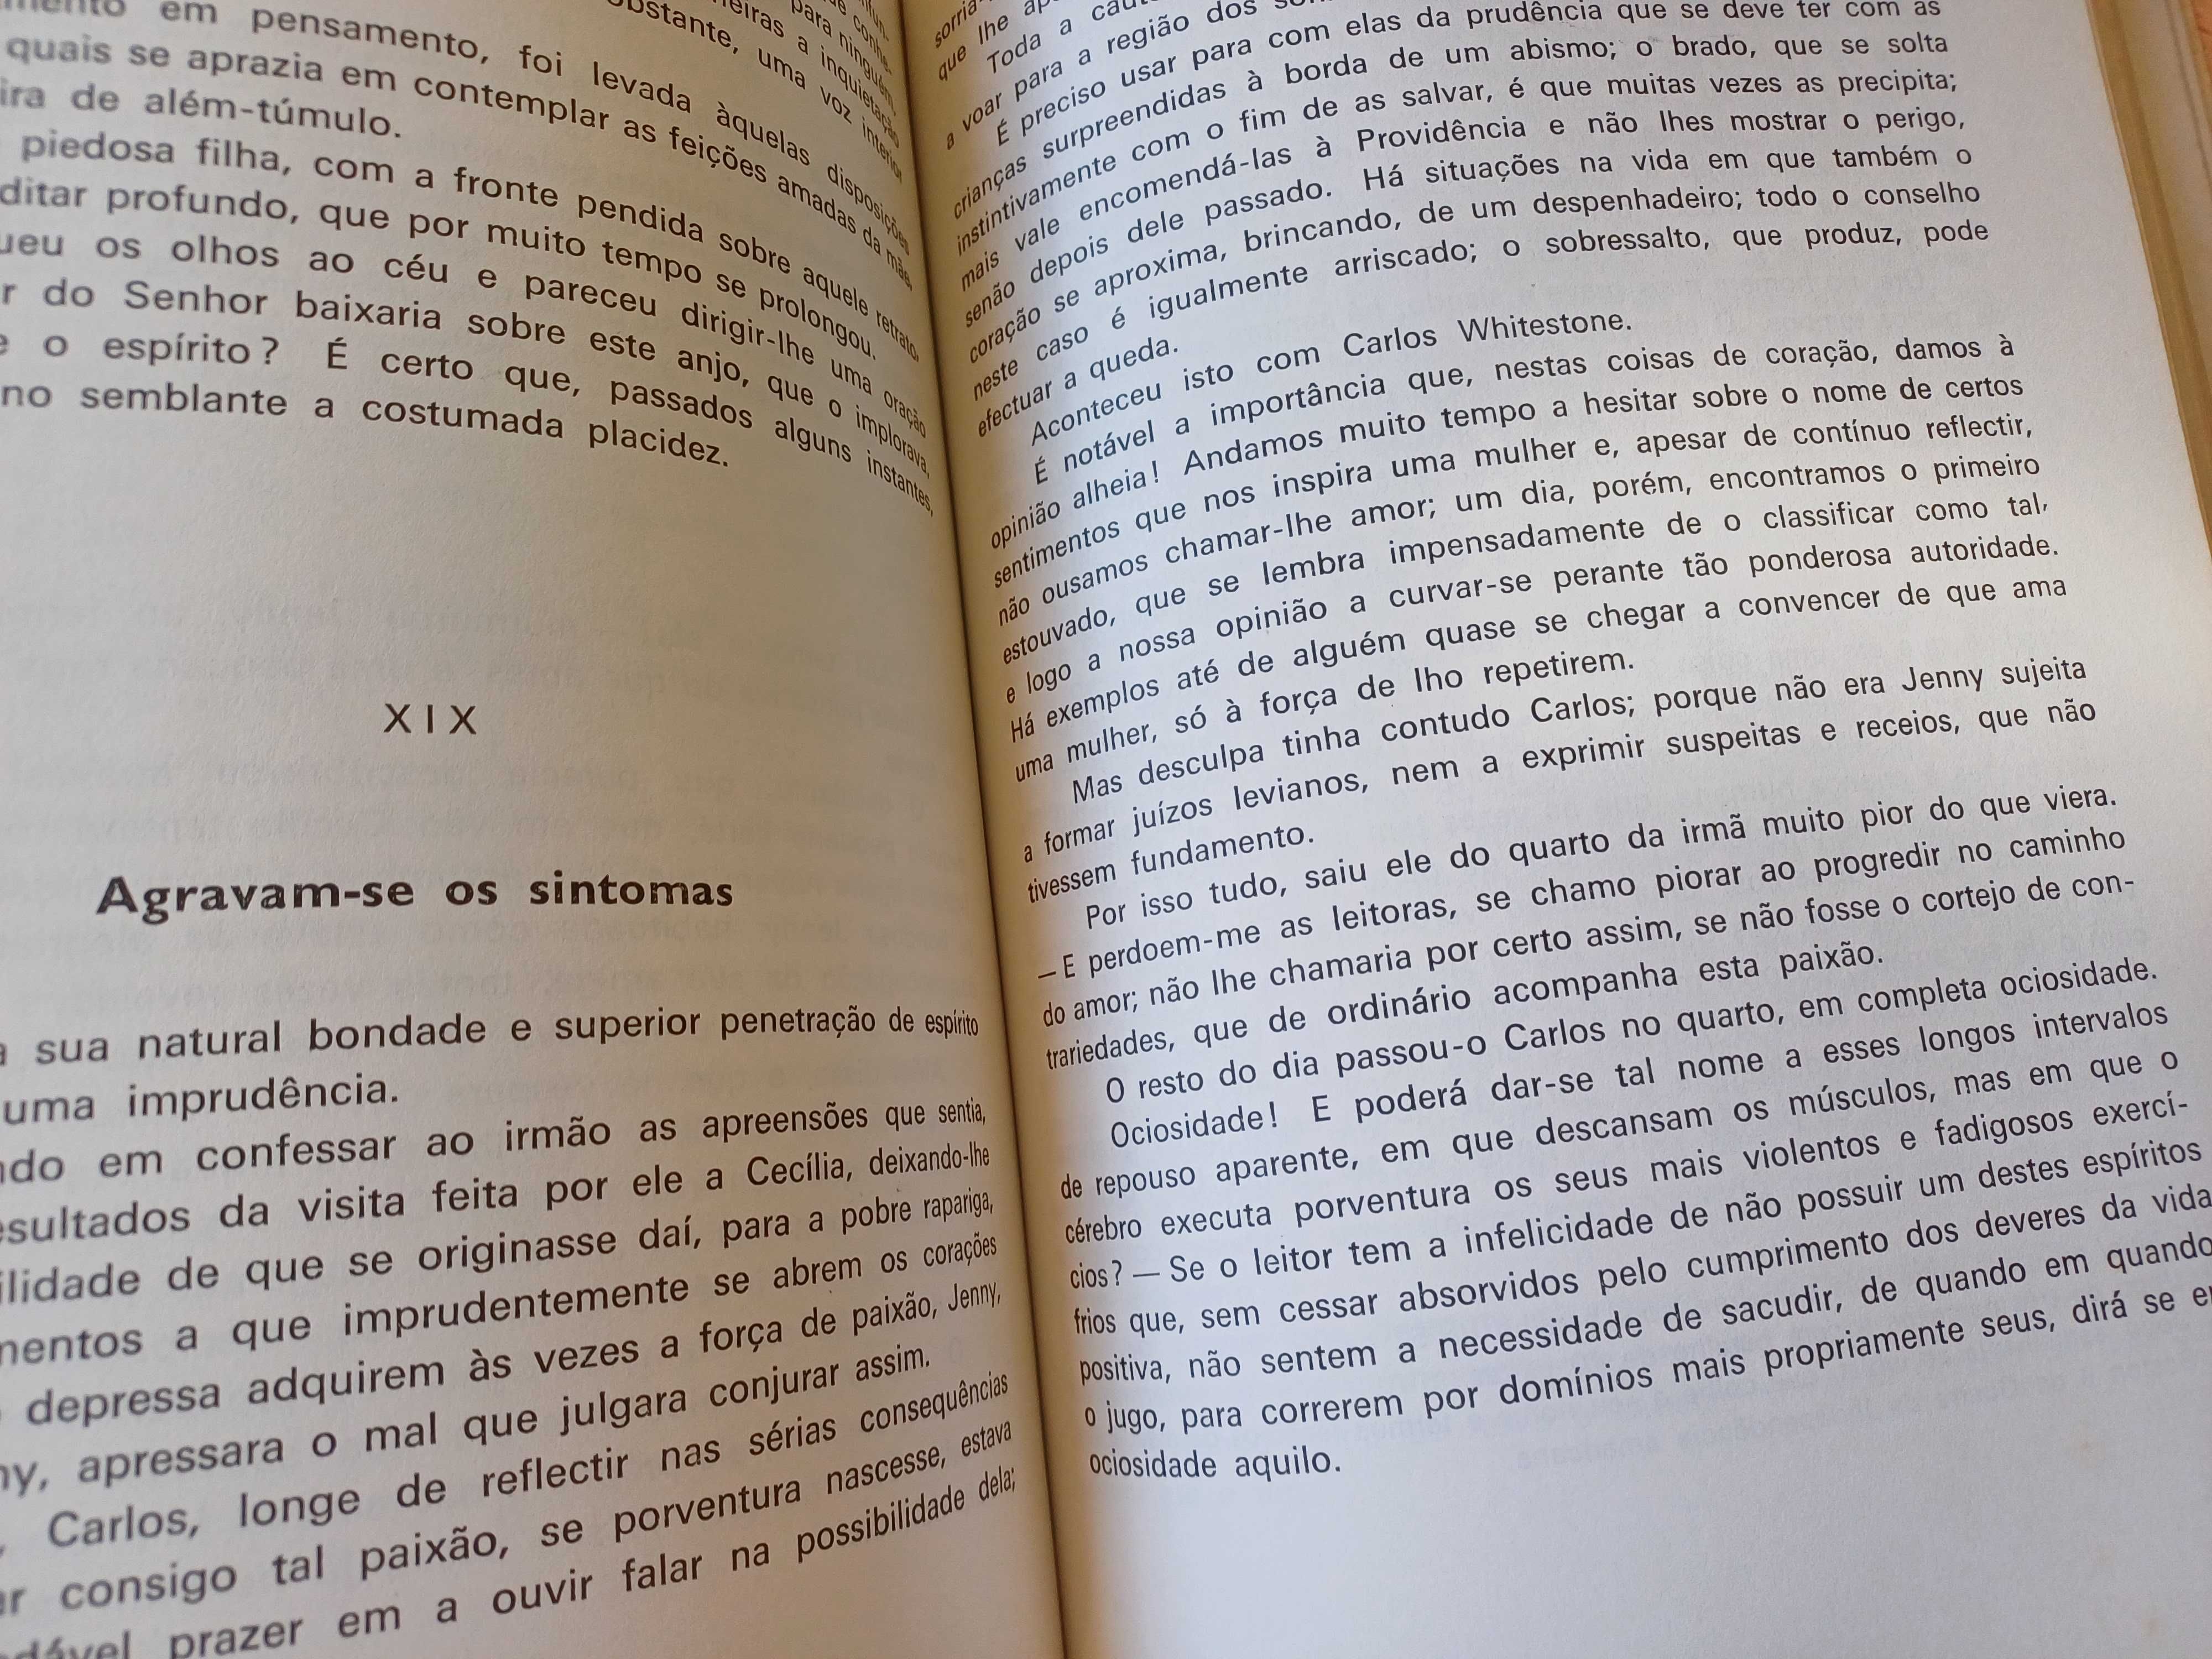 em pensamento, foi levada àquelas disposições
quais se aprazia em contemplar as feições amadas da mãe,
de além-túmulo.
piedosa filha, com a fronte pendida sobre aquele retrato,
profundo, que por muito tempo se prolongou.
os olhos ao céu e pareceu dirigir-lhe uma oração
do Senhor baixaria sobre este anjo, que o implorava,
o espírito? É certo que, passados alguns instantes,
no semblante a costumada placidez.
XIX
Agravam-se os sintomas
sua natural bondade e superior penetração de espírito
uma imprudência.
em confessar ao irmão as apreensões que sentia,
da visita feita por ele a Cecília, deixando-lhe
de que se originasse daí, para a pobre rapariga,
a que imprudentemente se abrem os corações
depressa adquirem às vezes a força de paixão, Jenny,
apressara o mal que julgara conjurar assim.
Carlos, longe de reflectir nas sérias consequências
consigo tal paixão, se porventura nascesse, estava
prazer em a ouvir falar na possibilidade dela;
que lhe
Toda a
a voar para a região dos
É preciso usar para com elas da prudência que se deve ter com as
crianças surpreendidas à borda de um abismo; o brado, que se solta
instintivamente com o fim de as salvar, é que muitas vezes as precipita;
mais vale encomendá-las à Providência e não lhes mostrar o perigo,
senão depois dele passado. Há situações na vida em que também o
coração se aproxima, brincando, de um despenhadeiro; todo o conselho
neste caso é igualmente arriscado; o sobressalto, que produz, pode
efectuar a queda.
Aconteceu isto com Carlos Whitestone.
É notável a importância que, nestas coisas de coração, damos à
opinião alheia! Andamos muito tempo a hesitar sobre o nome de certos
sentimentos que nos inspira uma mulher e, apesar de contínuo reflectir,
não ousamos chamar-lhe amor; um dia, porém, encontramos o primeiro
estouvado, que se lembra impensadamente de o classificar como tal,
e logo a nossa opinião a curvar-se perante tão ponderosa autoridade.
Há exemplos até de alguém quase se chegar a convencer de que ama
uma mulher, só à força de lho repetirem.
Mas desculpa tinha contudo Carlos; porque não era Jenny sujeita
a formar juízos levianos, nem a exprimir suspeitas e receios, que não
tivessem fundamento.
Por isso tudo, saiu ele do quarto da irmã muito pior do que viera.
— E perdoem-me as leitoras, se chamo piorar ao progredir no caminho
do amor; não lhe chamaria por certo assim, se não fosse o cortejo de con-
trariedades, que de ordinário acompanha esta paixão.
O resto do dia passou-o Carlos no quarto, em completa ociosidade.
Ociosidade! E poderá dar-se tal nome a esses longos intervalos
de repouso aparente, em que descansam os músculos, mas em que o
cérebro executa porventura os seus mais violentos e fadigosos exercí-
cios? — Se o leitor tem a infelicidade de não possuir um destes espíritos
frios que, sem cessar absorvidos pelo cumprimento dos deveres da vida
positiva, não sentem a necessidade de sacudir, de quando em quando
o jugo, para correrem por domínios mais propriamente seus, dirá se
ociosidade aquilo.